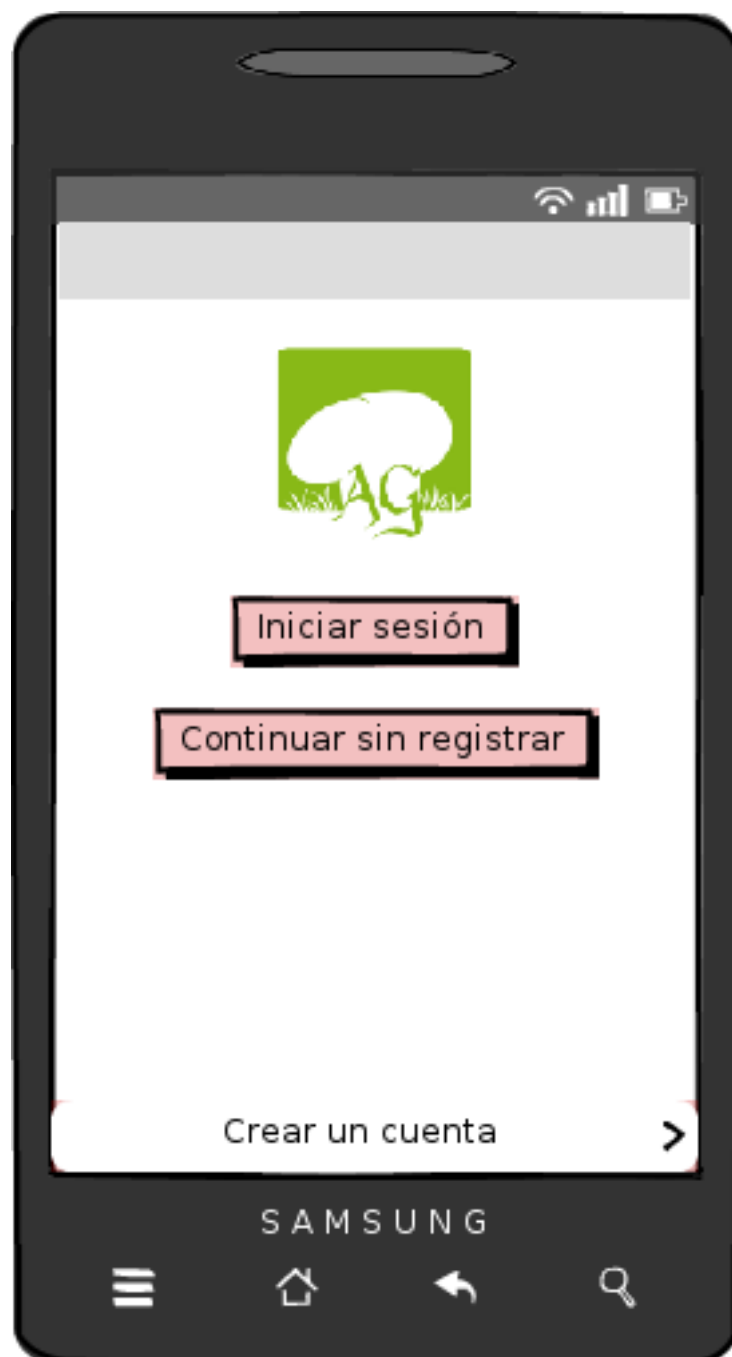 AG
Iniciar sesión
Continuar sin registrar
Crear un cuenta
SAMSUNG